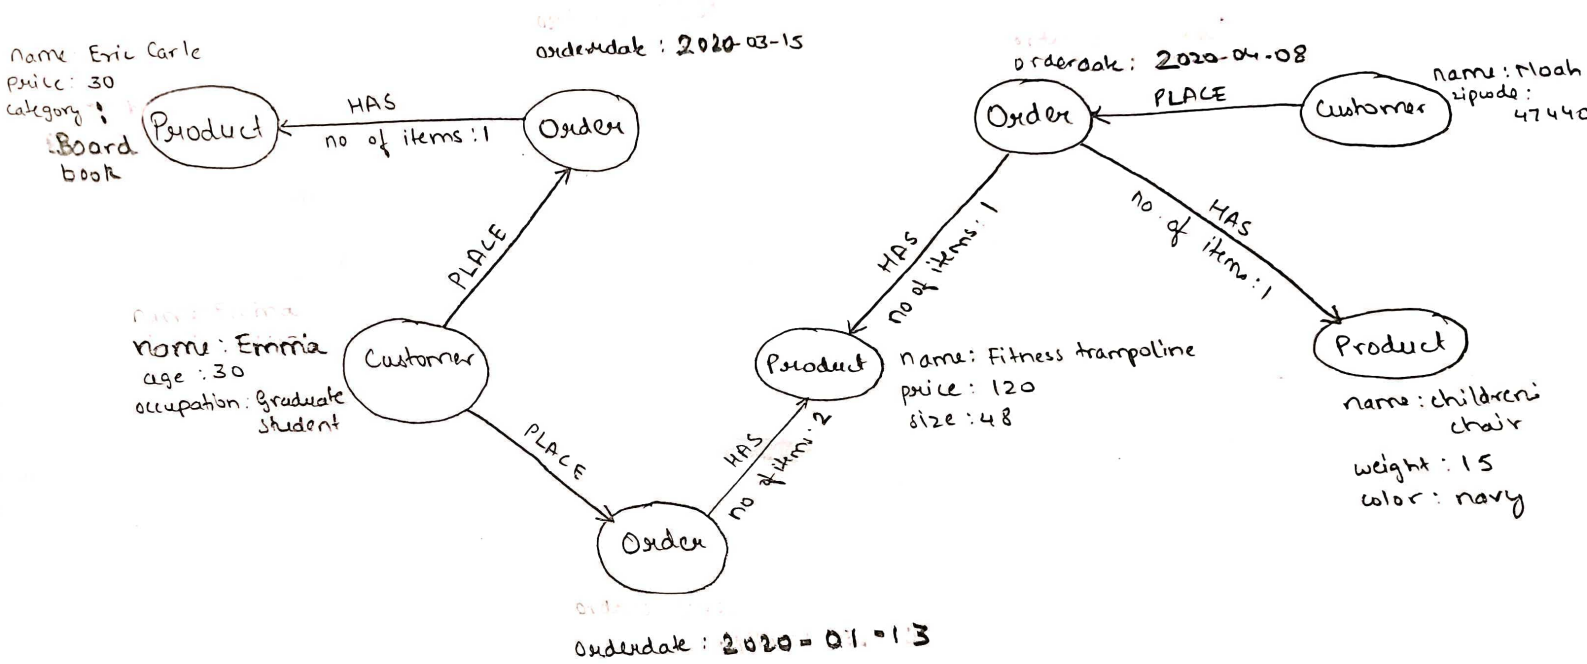 name Eric Carle
price: 30
category:
Board
book
Product
HAS
no of items:1
orderdate : 2020-03-15
Order
PLACE
name : Emma
age : 30
occupation: Graduate
student
Customer
PLACE
Order
orderdate : 2020-01-13
HAS
no of items: 2
Product
name: Fitness trampoline
price : 120
size : 48
HAS
no of items: 1
orderdate: 2020-04-08
Order
PLACE
Customer
name: Noah
zipcode:
47440
HAS
no. of items: 1
Product
name: childrens
chair
weight : 15
color : navy